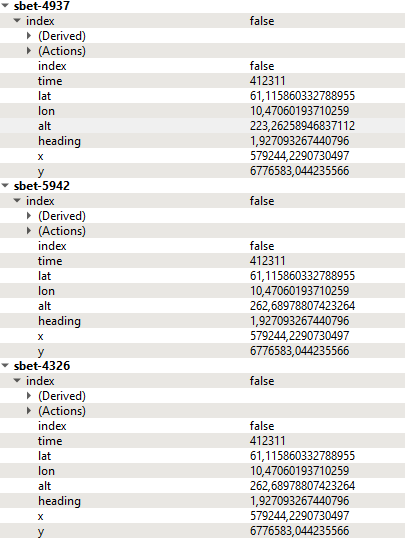 sbet-4937
index false
(Derived)
(Actions)
index false
time 412311
lat 61,115860332788955
lon 10,47060193710259
alt 223,26258946837112
heading 1,927093267440796
x 579244,2290730497
y 6776583,044235566
sbet-5942
index false
(Derived)
(Actions)
index false
time 412311
lat 61,115860332788955
lon 10,47060193710259
alt 262,68978807423264
heading 1,927093267440796
x 579244,2290730497
y 6776583,044235566
sbet-4326
index false
(Derived)
(Actions)
index false
time 412311
lat 61,115860332788955
lon 10,47060193710259
alt 262,68978807423264
heading 1,927093267440796
x 579244,2290730497
y 6776583,044235566